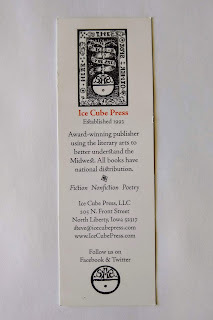 Ice Cube Press
Established 1993
Award-winning publisher
using the literary arts to
better understand the
Midwest. All books have
national distribution.
Fiction Nonfiction Poetry
Ice Cube Press, LLC
205 N. Front Street
North Liberty, Iowa 52317
steve@icecubepress.com
www.IceCubePress.com
Follow us on
Facebook & Twitter